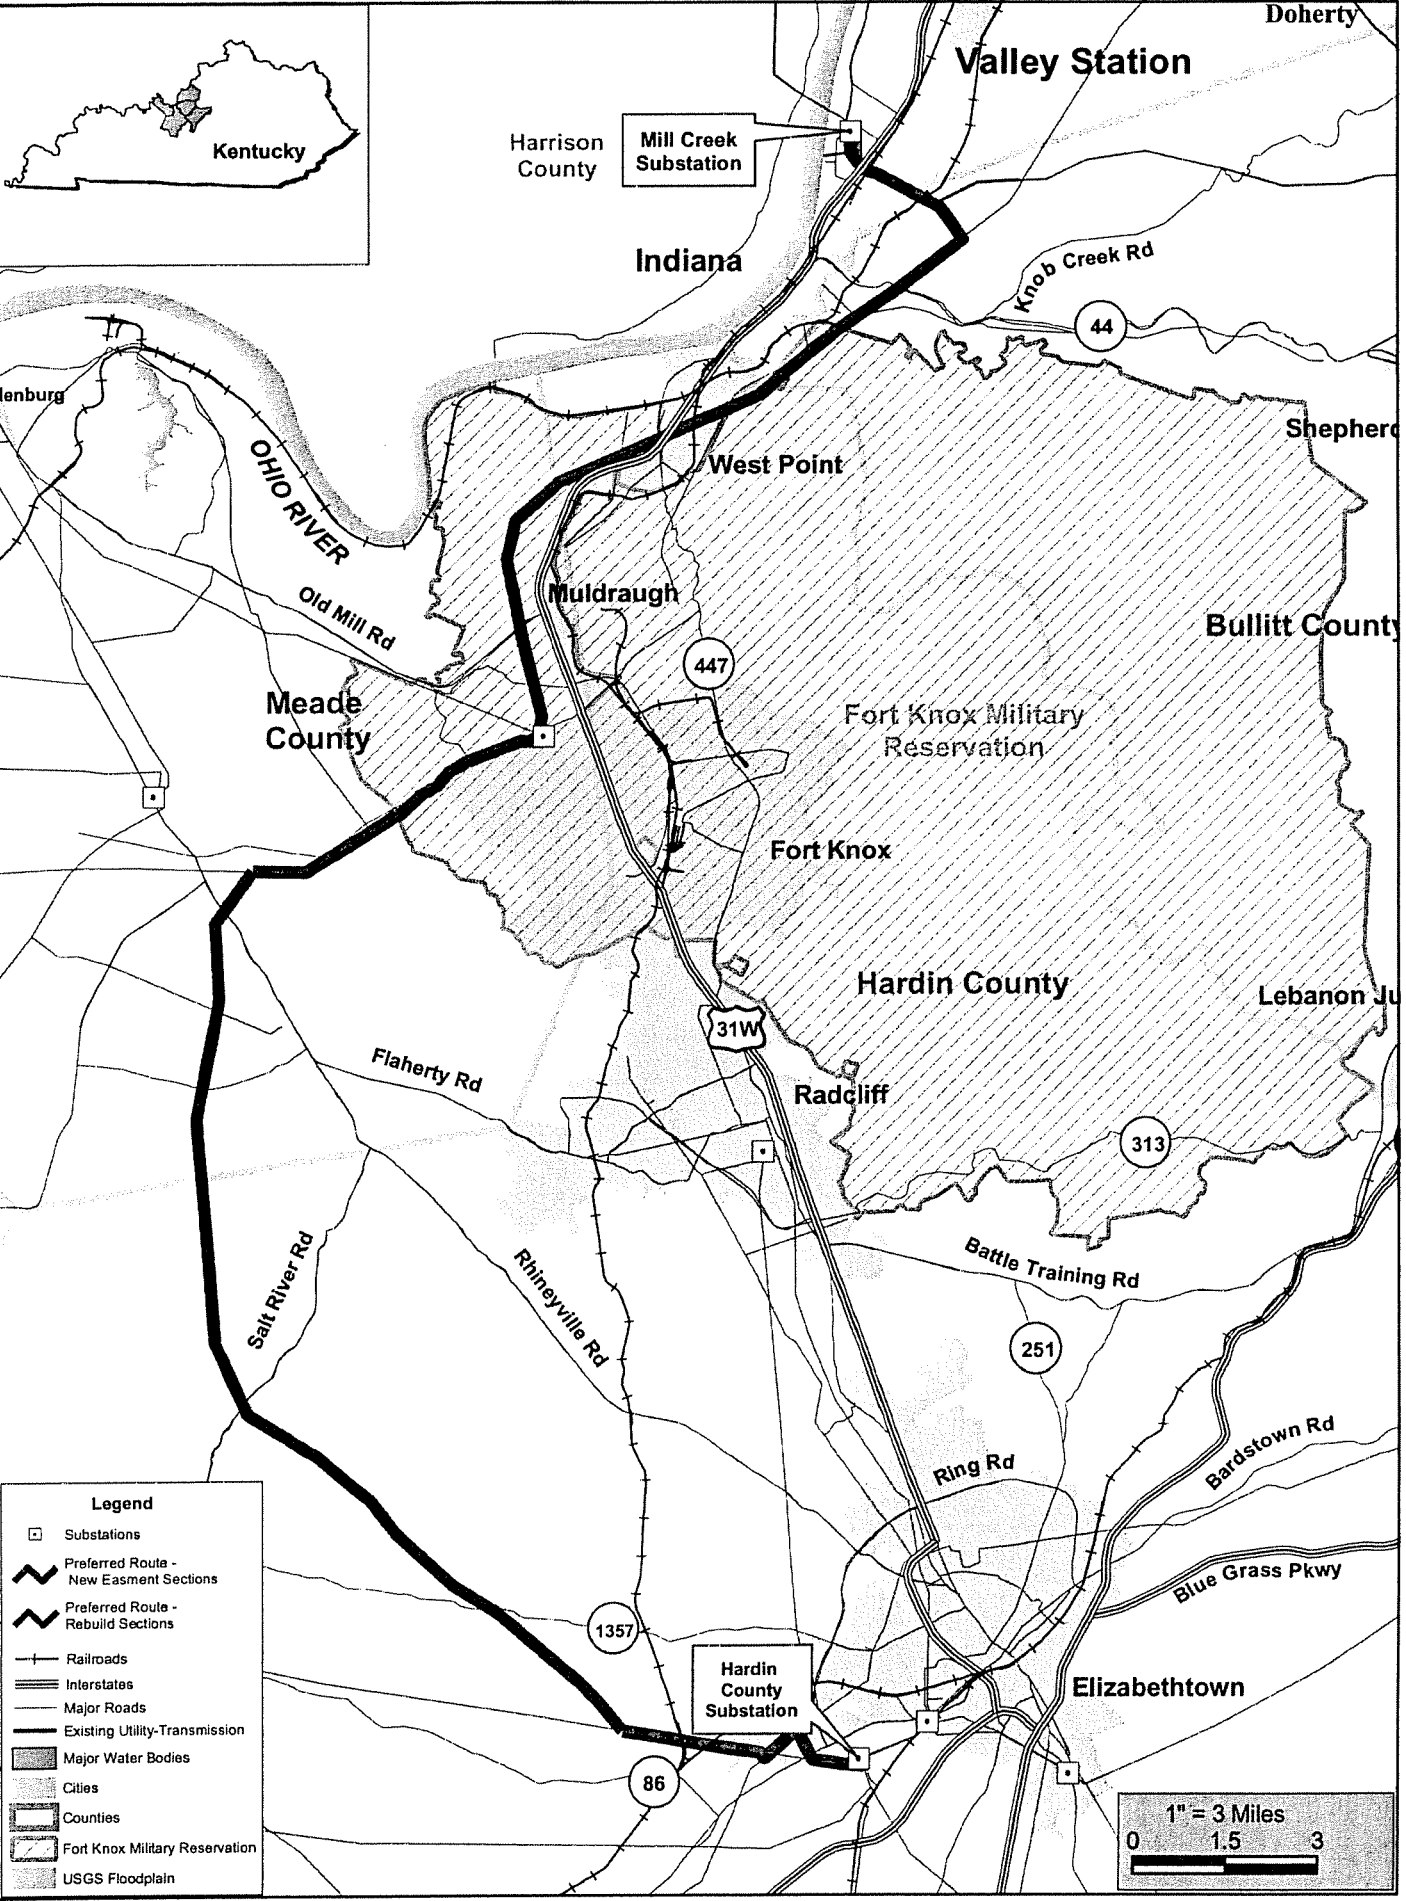 Doherty
Valley Station
Kentucky
Harrison
County
Mill Creek
Substation
Indiana
Knob Creek Rd
44
lenburg
Shepherd
OHIO RIVER
West Point
Old Mill Rd
Muldraugh
447
Bullitt County
Meade
County
Fort Knox Military
Reservation
Fort Knox
Hardin County
Lebanon Ju
31W
Flaherty Rd
Radcliff
313
Salt River Rd
Rhineyville Rd
Battle Training Rd
251
Ring Rd
Bardstown Rd
Blue Grass Pkwy
1357
Hardin
County
Substation
Elizabethtown
86
Legend
Substations
Preferred Route -
New Easment Sections
Preferred Route -
Rebuild Sections
Railroads
Interstates
Major Roads
Existing Utility-Transmission
Major Water Bodies
Cities
Counties
Fort Knox Military Reservation
USGS Floodplain
1" = 3 Miles
0 1.5 3